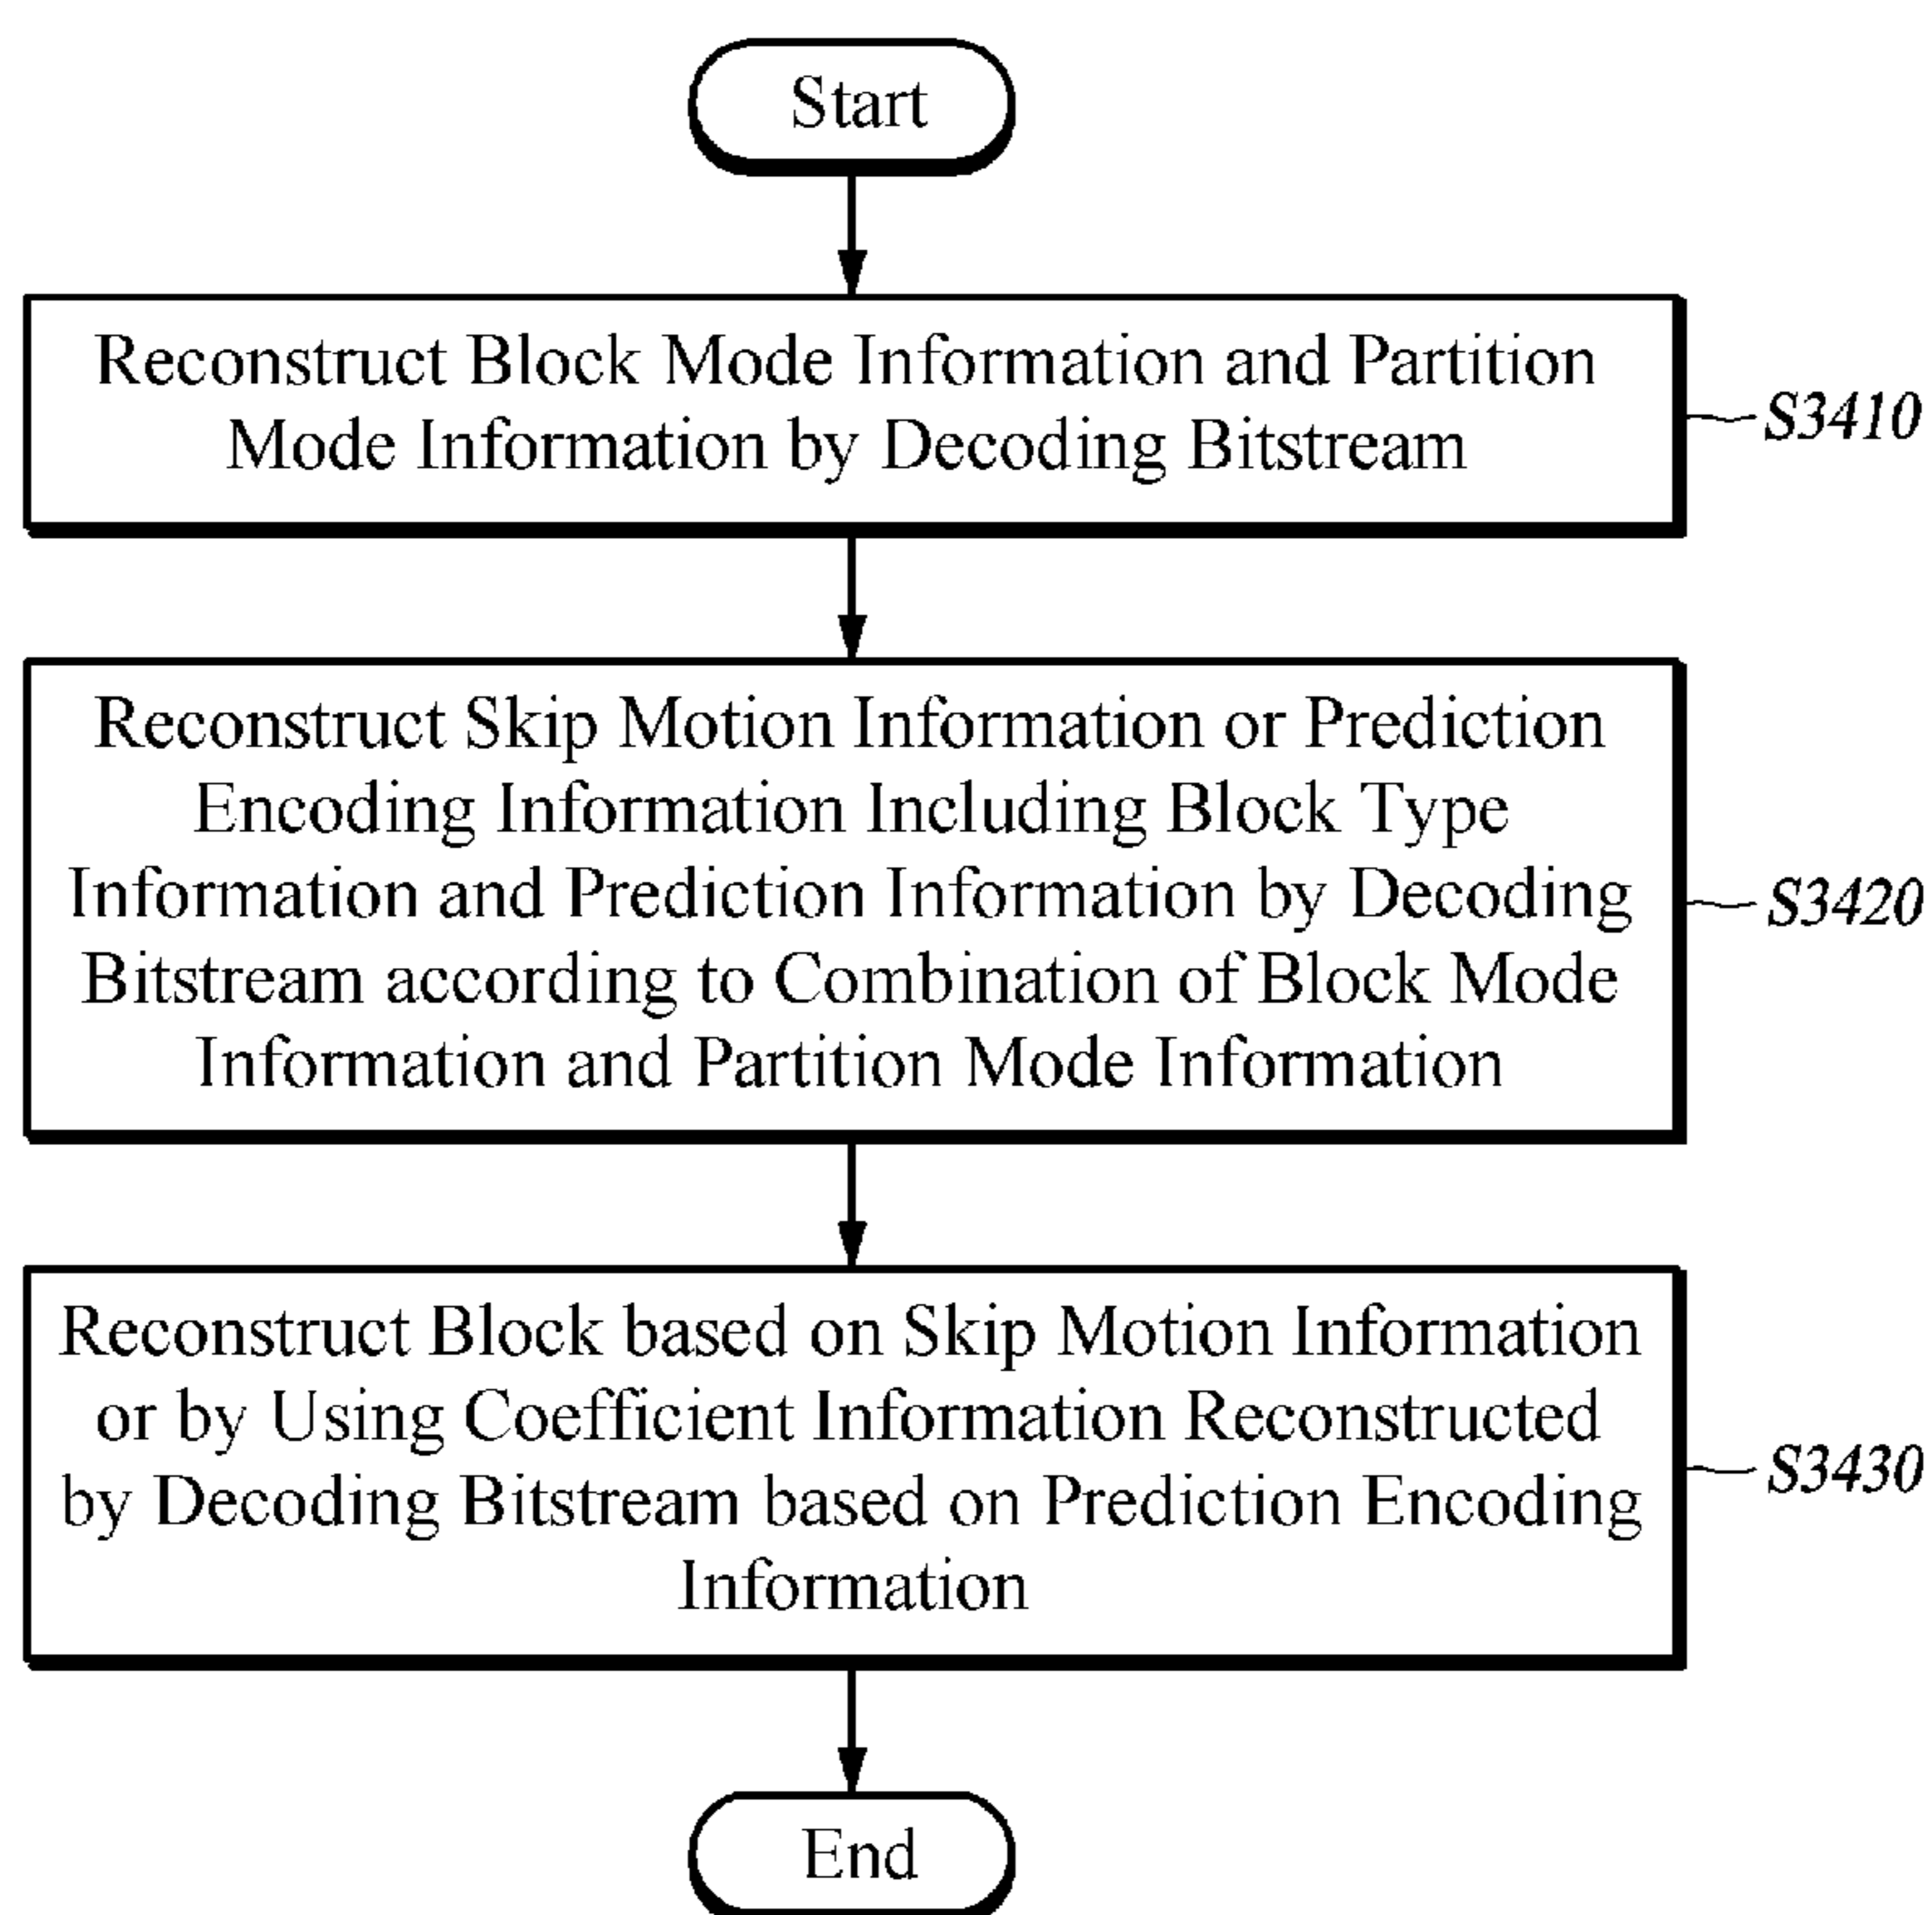 Start
Reconstruct Block Mode Information and Partition
Mode Information by Decoding Bitstream
S3410
Reconstruct Skip Motion Information or Prediction
Encoding Information Including Block Type
Information and Prediction Information by Decoding
Bitstream according to Combination of Block Mode
Information and Partition Mode Information
S3420
Reconstruct Block based on Skip Motion Information
or by Using Coefficient Information Reconstructed
by Decoding Bitstream based on Prediction Encoding
Information
S3430
End